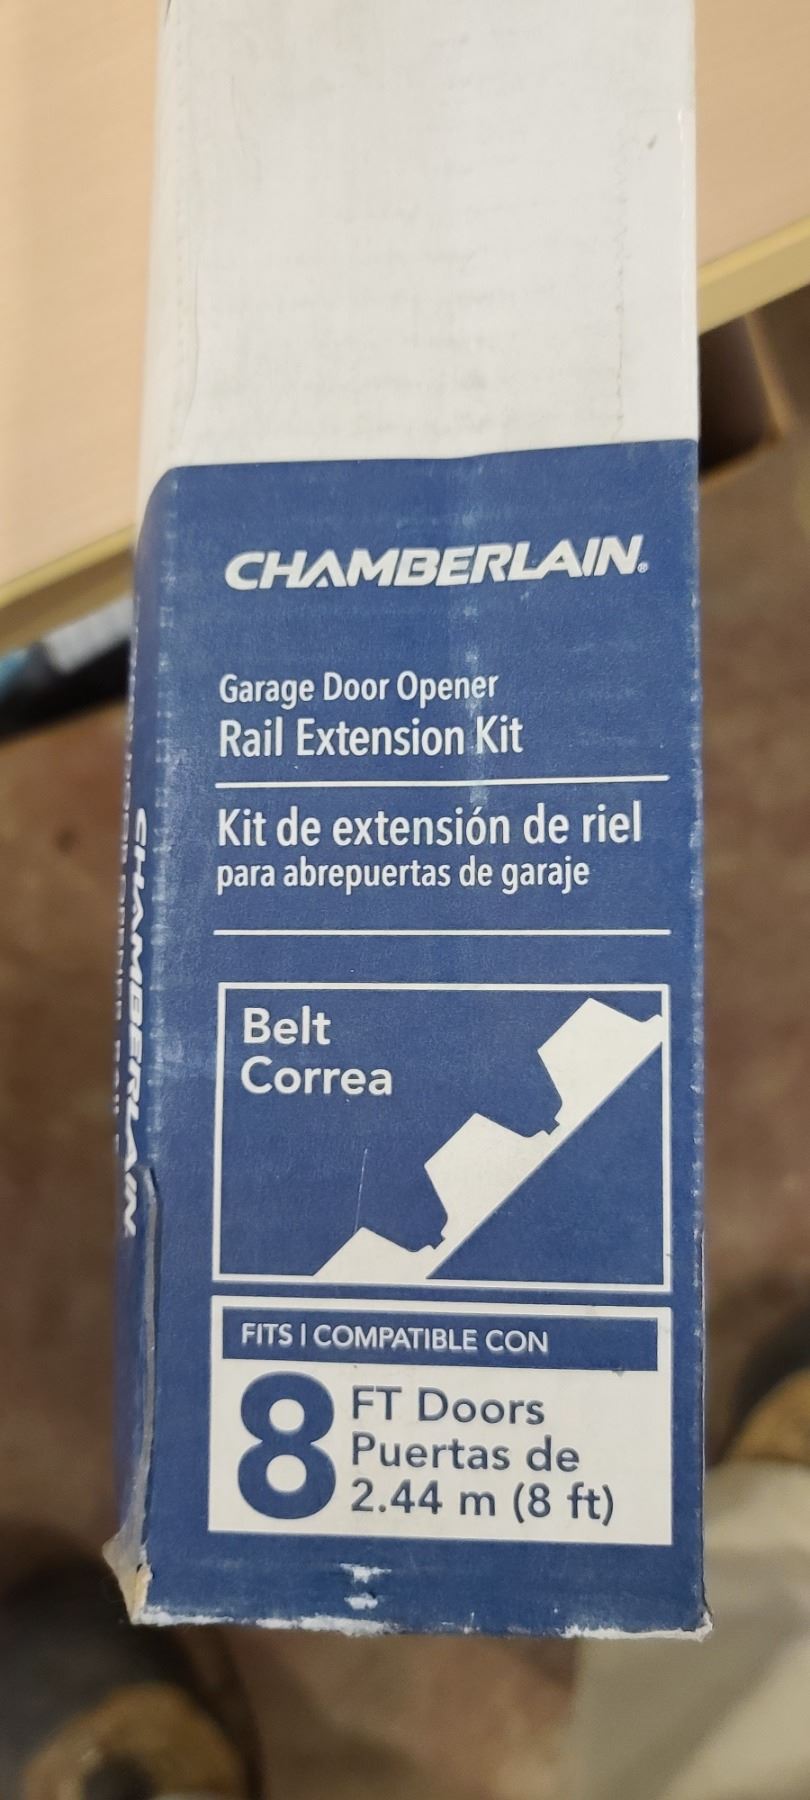 CHAMBERLAIN®
Garage Door Opener
Rail Extension Kit
Kit de extensión de riel
para abrepuertas de garaje
Belt
Correa
FITS | COMPATIBLE CON
8 FT Doors
Puertas de
2.44 m (8 ft)
CHAMBERLAIN